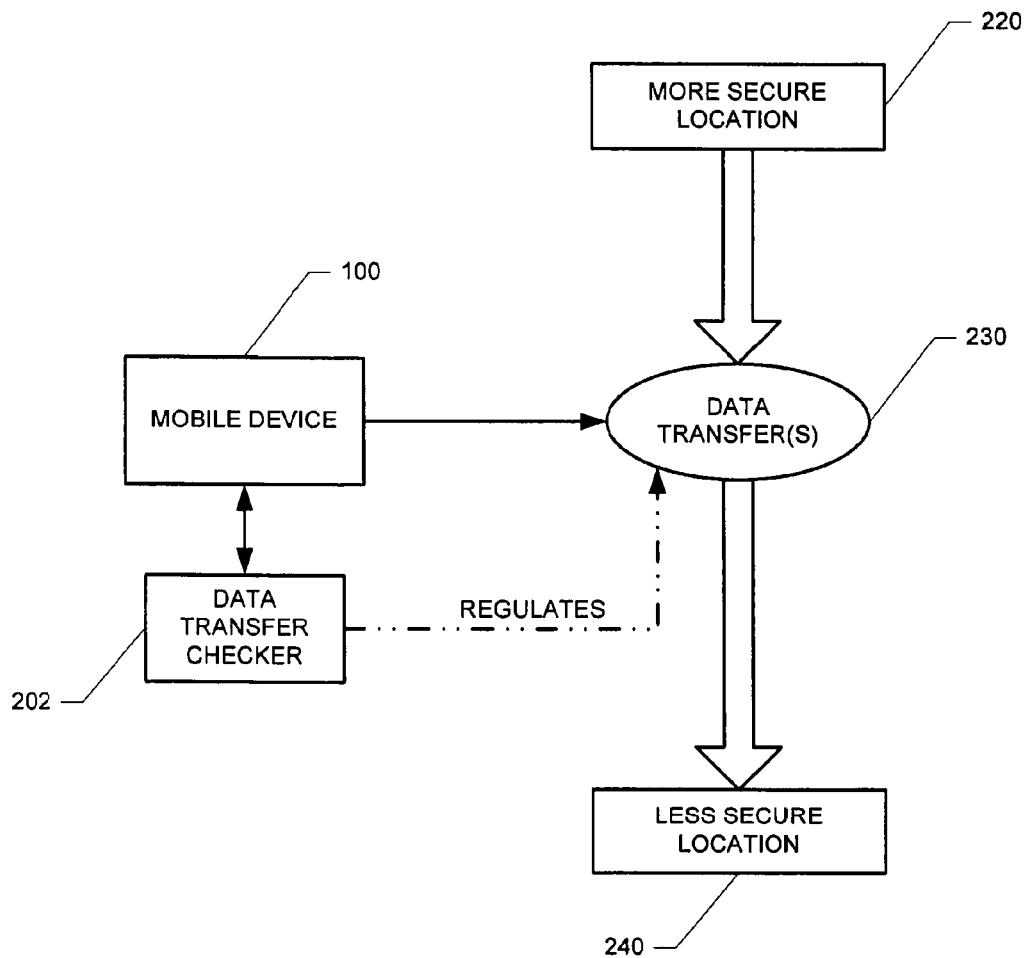 220
MORE SECURE
LOCATION
100
230
MOBILE DEVICE
DATA
TRANSFER(S)
DATA
TRANSFER
CHECKER
REGULATES
202
LESS SECURE
LOCATION
240